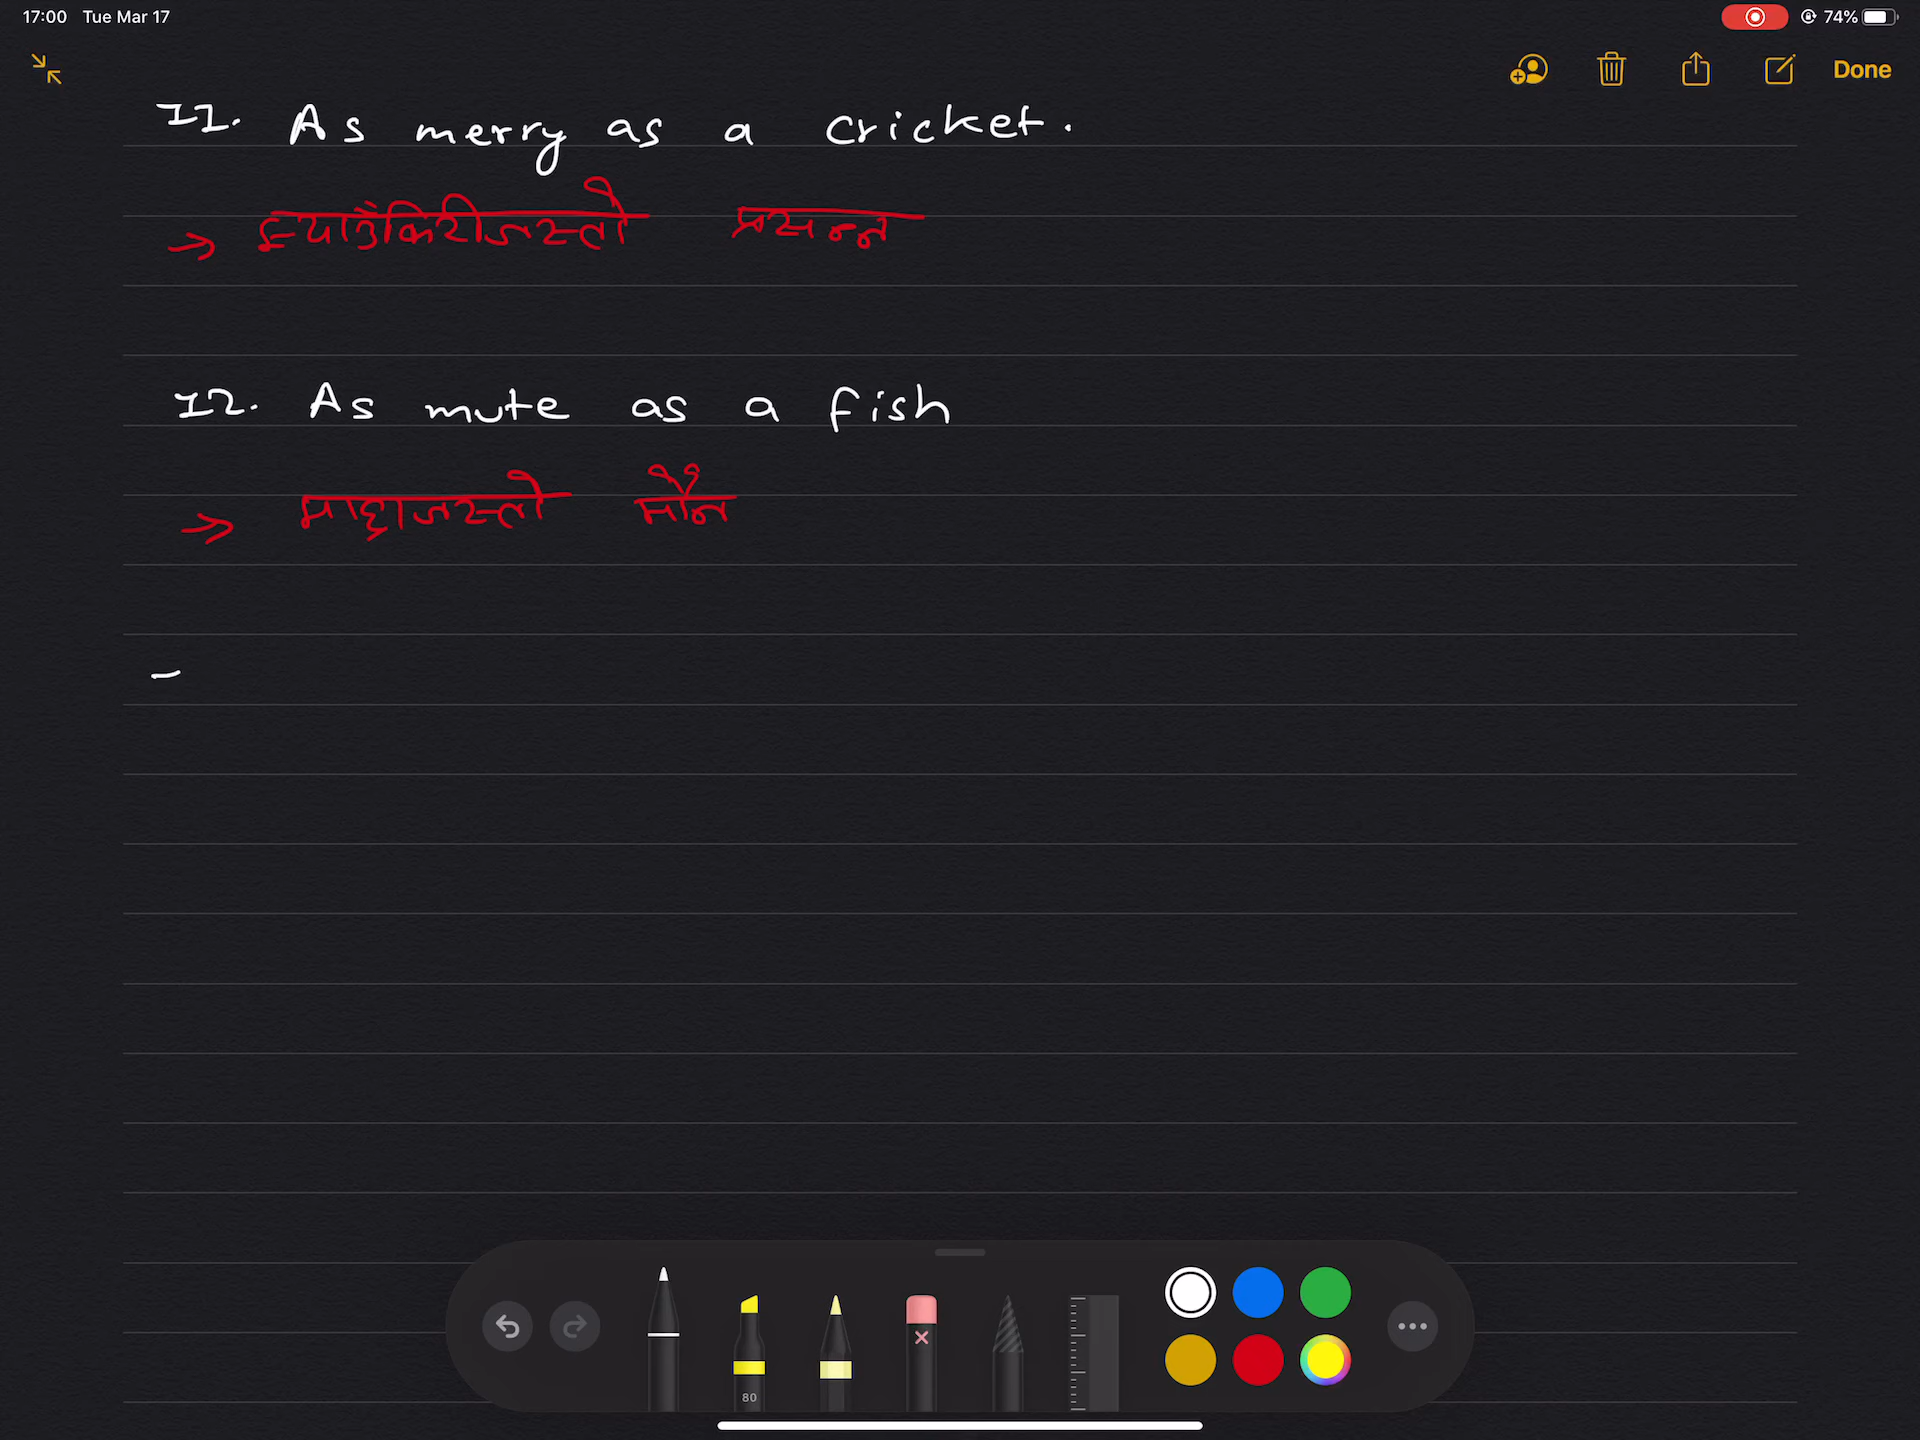 17:00 Tue Mar 17
74%
Done
11. As merry as a cricket.
→ झ्याउँकिरीजस्तो प्रसन्न
12. As mute as a fish
→ माछाजस्तो मौन
80